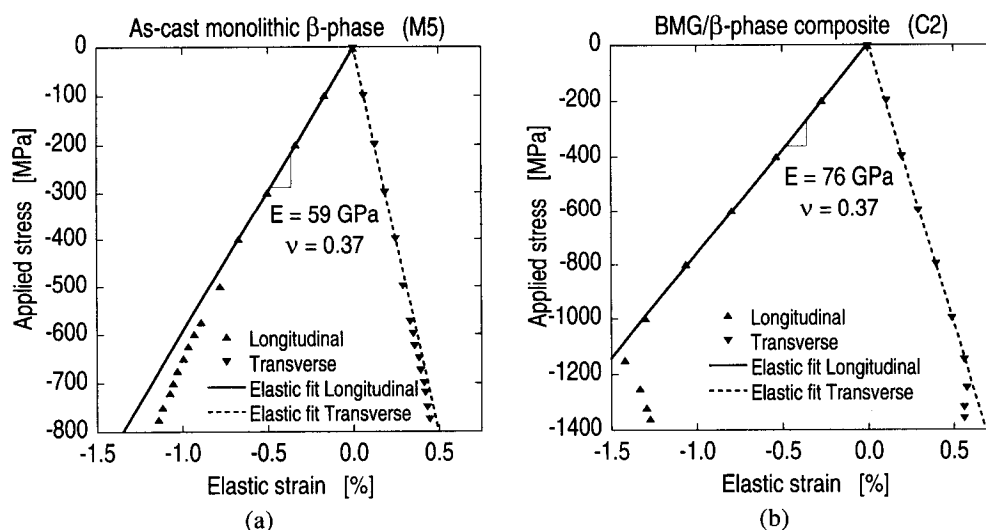 As-cast monolithic β-phase (M5)
0
-100
-200
-300
-400
-500
-600
-700
-800
Applied stress [MPa]
E = 59 GPa
ν = 0.37
Longitudinal
Transverse
Elastic fit Longitudinal
Elastic fit Transverse
-1.5 -1.0 -0.5 0.0 0.5
Elastic strain [%]
(a)
BMG/β-phase composite (C2)
0
-200
-400
-600
-800
-1000
-1200
-1400
Applied stress [MPa]
E = 76 GPa
ν = 0.37
Longitudinal
Transverse
Elastic fit Longitudinal
Elastic fit Transverse
-1.5 -1.0 -0.5 0.0 0.5
Elastic strain [%]
(b)